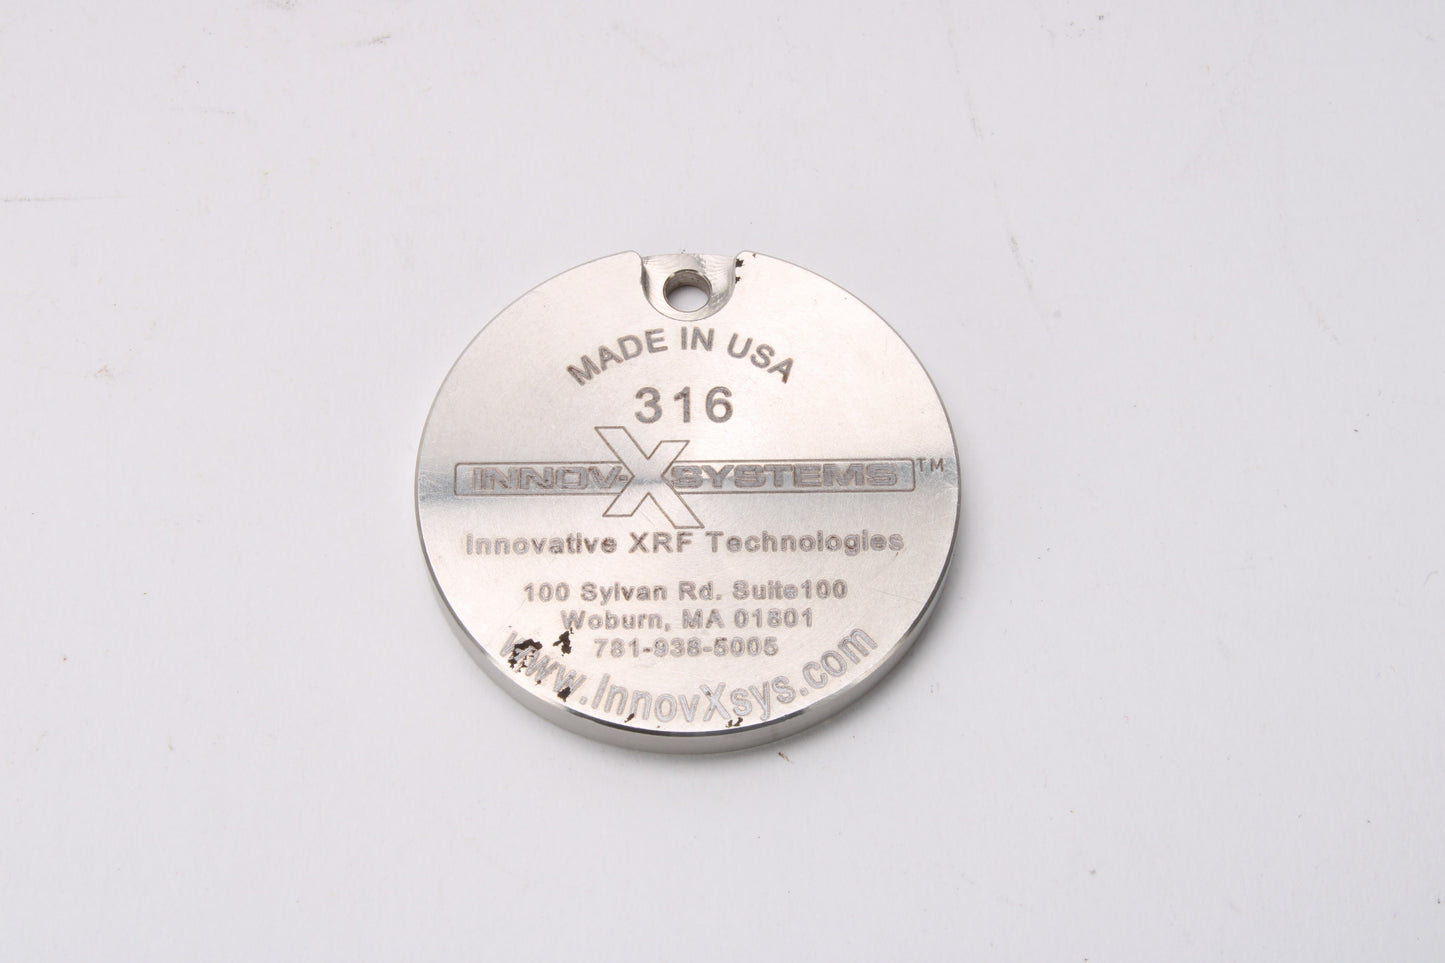 MADE IN USA
316
INNOV-XSYSTEMS™
Innovative XRF Technologies
100 Sylvan Rd. Suite100
Woburn, MA 01801
781-938-5005
www.InnovXsys.com